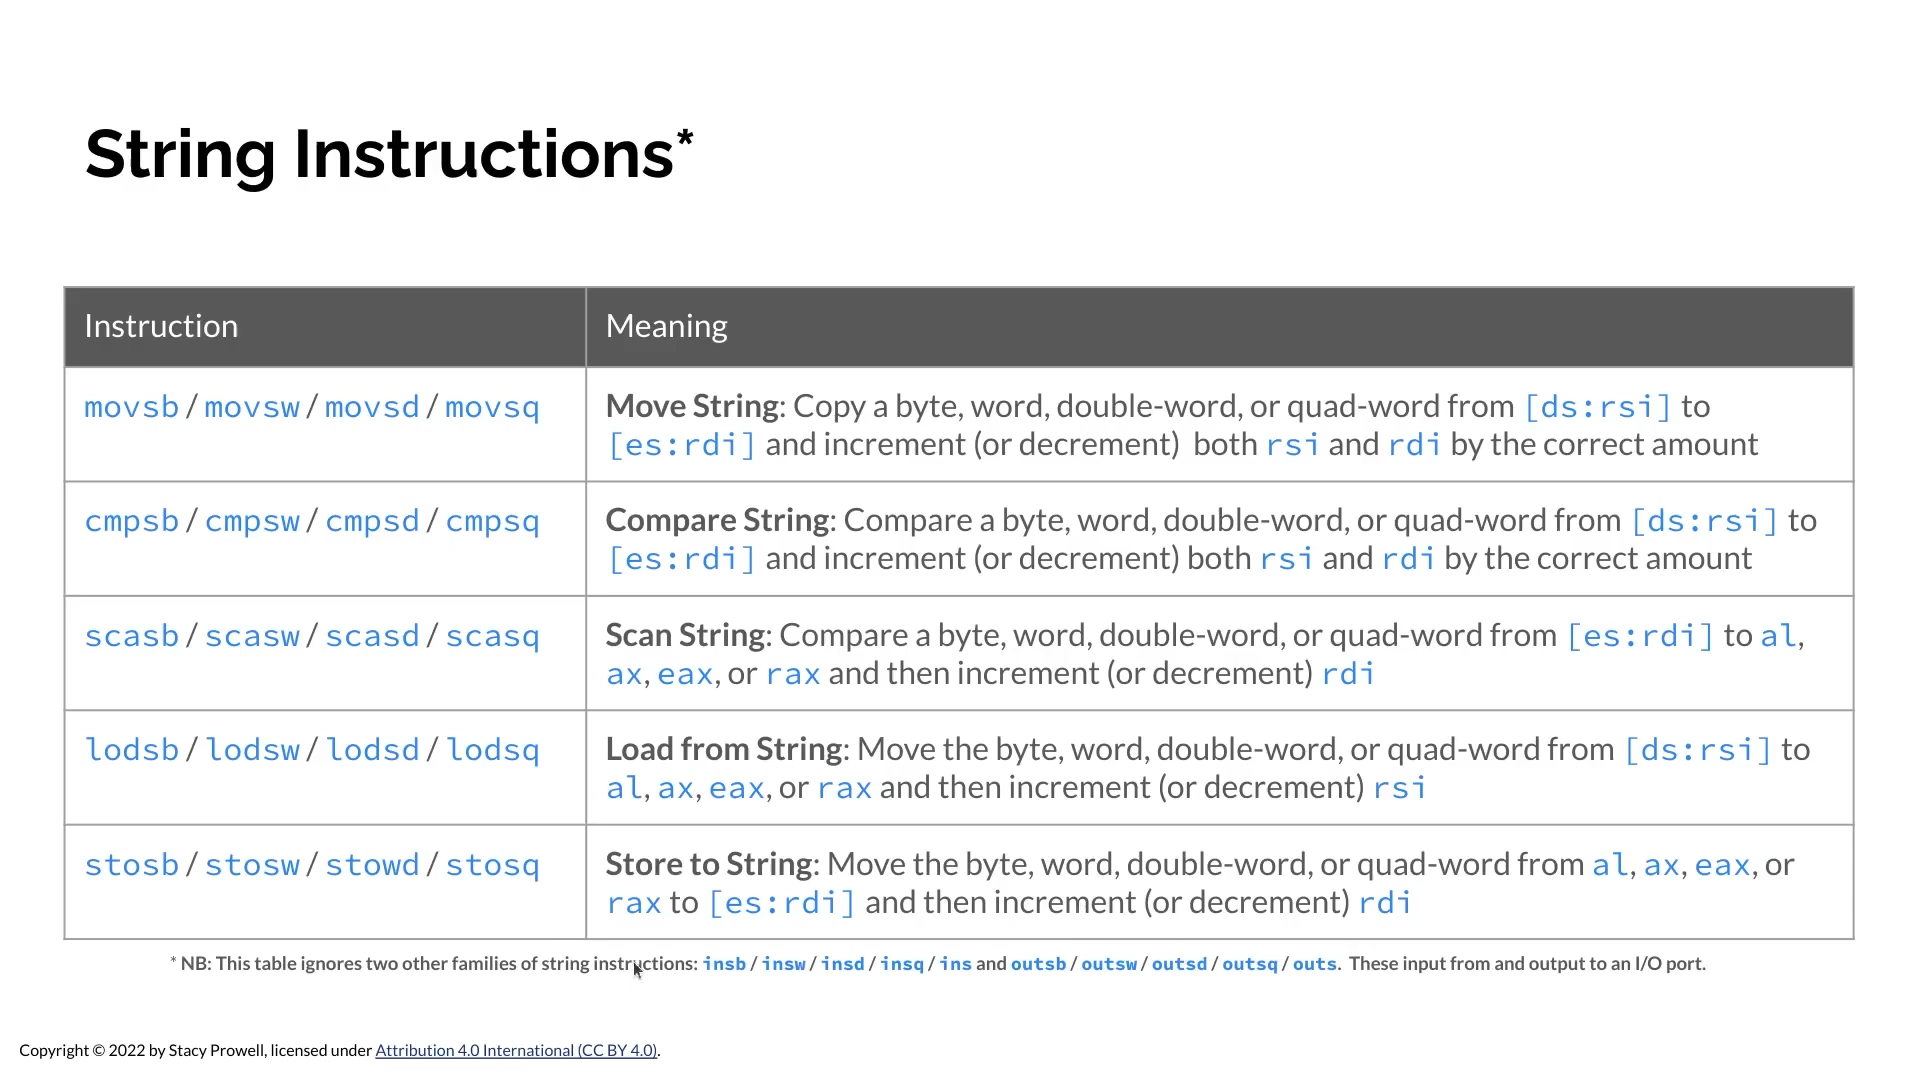 String Instructions*
Instruction
Meaning
movsb / movsw / movsd / movsq
Move String: Copy a byte, word, double-word, or quad-word from [ds:rsi] to
[es:rdi] and increment (or decrement) both rsi and rdi by the correct amount
cmpsb / cmpsw / cmpsd / cmpsq
Compare String: Compare a byte, word, double-word, or quad-word from [ds:rsi] to
[es:rdi] and increment (or decrement) both rsi and rdi by the correct amount
scasb / scasw / scasd / scasq
Scan String: Compare a byte, word, double-word, or quad-word from [es:rdi] to al,
ax, eax, or rax and then increment (or decrement) rdi
lodsb / lodsw / lodsd / lodsq
Load from String: Move the byte, word, double-word, or quad-word from [ds:rsi] to
al, ax, eax, or rax and then increment (or decrement) rsi
stosb / stosw / stowd / stosq
Store to String: Move the byte, word, double-word, or quad-word from al, ax, eax, or
rax to [es:rdi] and then increment (or decrement) rdi
* NB: This table ignores two other families of string instructions: insb / insw / insd / insq / ins and outsb / outsw / outsd / outsq / outs. These input from and output to an I/O port.
Copyright © 2022 by Stacy Prowell, licensed under Attribution 4.0 International (CC BY 4.0).